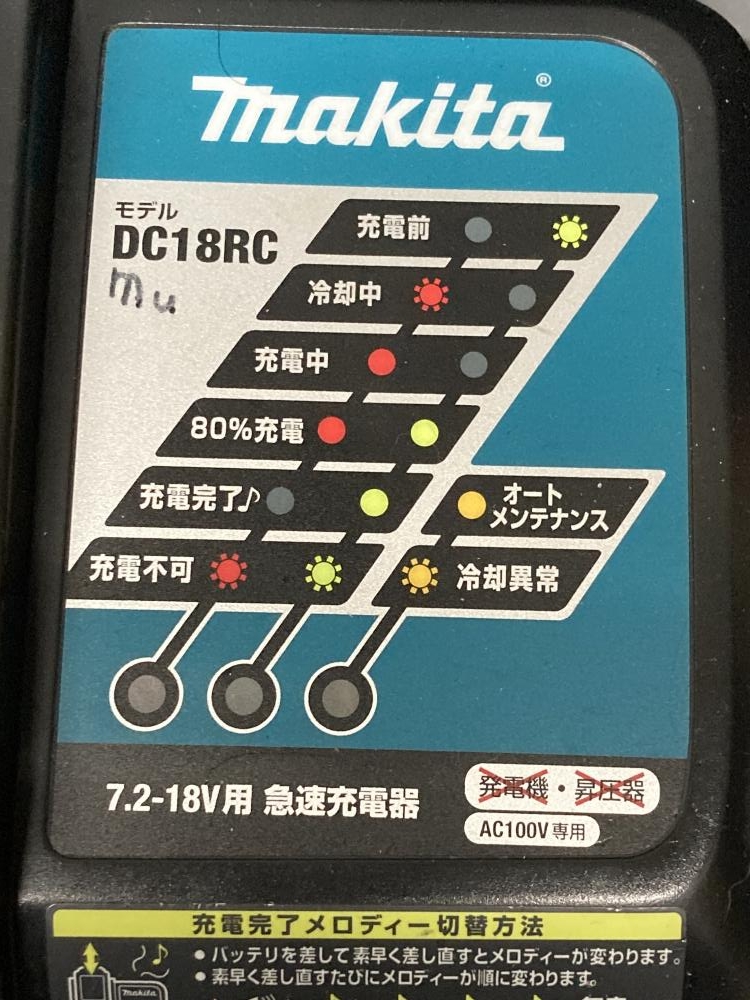 makita®
モデル
DC18RC
mu
充電前
冷却中
充電中
80%充電
充電完了♪
オート
メンテナンス
充電不可
冷却異常
7.2-18V用 急速充電器
発電機・昇圧器
AC100V専用
充電完了メロディー切替方法
●バッテリを差して素早く差し直すとメロディーが変わります。
●素早く差し直すたびにメロディーが順に変わります。
makita